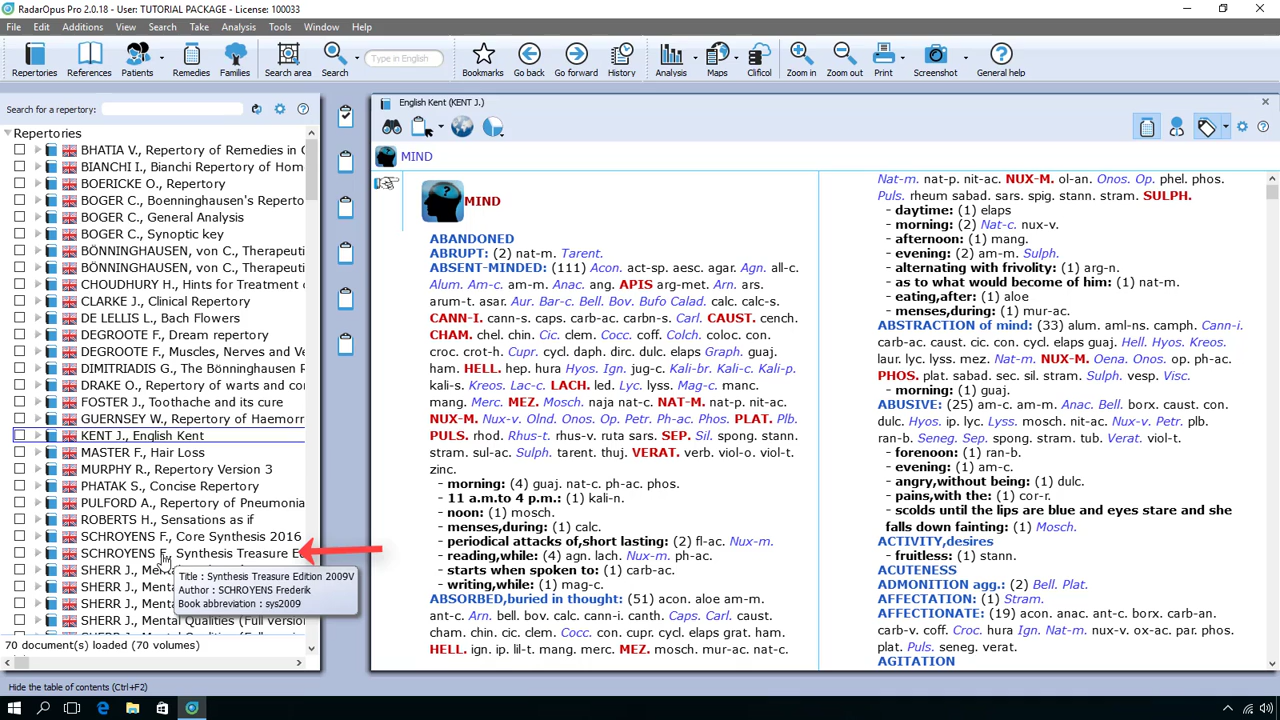 RadarOpus Pro 2.0.18 - User: TUTORIAL PACKAGE - License: 100033
File Edit Additions View Search Take Analysis Tools Window Help
Repertories References Patients Remedies Families Search area Search Type in English Bookmarks Go back Go forward History Analysis Maps Clificol Zoom in Zoom out Print Screenshot General help
Search for a repertory:
Repertories
BHATIA V., Repertory of Remedies in C
BIANCHI I., Bianchi Repertory of Hom
BOERICKE O., Repertory
BOGER C., Boenninghausen's Reperto
BOGER C., General Analysis
BOGER C., Synoptic key
BÖNNINGHAUSEN, von C., Therapeuti
BÖNNINGHAUSEN, von C., Therapeuti
CHOUDHURY H., Hints for Treatment o
CLARKE J., Clinical Repertory
DE LELLIS L., Bach Flowers
DEGROOTE F., Dream repertory
DEGROOTE F., Muscles, Nerves and Ve
DIMITRIADIS G., The Bönninghausen R
DRAKE O., Repertory of warts and con
FOSTER J., Toothache and its cure
GUERNSEY W., Repertory of Haemorr
KENT J., English Kent
MASTER F., Hair Loss
MURPHY R., Repertory Version 3
PHATAK S., Concise Repertory
PULFORD A., Repertory of Pneumonia
ROBERTS H., Sensations as if
SCHROYENS F., Core Synthesis 2016
SCHROYENS F., Synthesis Treasure E
SHERR J., Menta
SHERR J., Menta
SHERR J., Menta
SHERR J., Mental Qualities (Full version
Title : Synthesis Treasure Edition 2009V
Author : SCHROYENS Frederik
Book abbreviation : sys2009
70 document(s) loaded (70 volumes)
Hide the table of contents (Ctrl+F2)
English Kent (KENT J.)
MIND
MIND
ABANDONED
ABRUPT: (2) nat-m. Tarent.
ABSENT-MINDED: (111) Acon. act-sp. aesc. agar. Agn. all-c.
Alum. Am-c. am-m. Anac. ang. APIS arg-met. Arn. ars.
arum-t. asar. Aur. Bar-c. Bell. Bov. Bufo Calad. calc. calc-s.
CANN-I. cann-s. caps. carb-ac. carbn-s. Carl. CAUST. cench.
CHAM. chel. chin. Cic. clem. Cocc. coff. Colch. coloc. con.
croc. crot-h. Cupr. cycl. daph. dirc. dulc. elaps Graph. guaj.
ham. HELL. hep. hura Hyos. Ign. jug-c. Kali-br. Kali-c. Kali-p.
kali-s. Kreos. Lac-c. LACH. led. Lyc. lyss. Mag-c. manc.
mang. Merc. MEZ. Mosch. naja nat-c. NAT-M. nat-p. nit-ac.
NUX-M. Nux-v. Olnd. Onos. Op. Petr. Ph-ac. Phos. PLAT. Plb.
PULS. rhod. Rhus-t. rhus-v. ruta sars. SEP. Sil. spong. stann.
stram. sul-ac. Sulph. tarent. thuj. VERAT. verb. viol-o. viol-t.
zinc.
- morning: (4) guaj. nat-c. ph-ac. phos.
- 11 a.m.to 4 p.m.: (1) kali-n.
- noon: (1) mosch.
- menses,during: (1) calc.
- periodical attacks of,short lasting: (2) fl-ac. Nux-m.
- reading,while: (4) agn. lach. Nux-m. ph-ac.
- starts when spoken to: (1) carb-ac.
- writing,while: (1) mag-c.
ABSORBED,buried in thought: (51) acon. aloe am-m.
ant-c. Arn. bell. bov. calc. cann-i. canth. Caps. Carl. caust.
cham. chin. cic. clem. Cocc. con. cupr. cycl. elaps grat. ham.
HELL. ign. ip. lil-t. mang. merc. MEZ. mosch. mur-ac. nat-c.
Nat-m. nat-p. nit-ac. NUX-M. ol-an. Onos. Op. phel. phos.
Puls. rheum sabad. sars. spig. stann. stram. SULPH.
- daytime: (1) elaps
- morning: (2) Nat-c. nux-v.
- afternoon: (1) mang.
- evening: (2) am-m. Sulph.
- alternating with frivolity: (1) arg-n.
- as to what would become of him: (1) nat-m.
- eating,after: (1) aloe
- menses,during: (1) mur-ac.
ABSTRACTION of mind: (33) alum. aml-ns. camph. Cann-i.
carb-ac. caust. cic. con. cycl. elaps guaj. Hell. Hyos. Kreos.
laur. lyc. lyss. mez. Nat-m. NUX-M. Oena. Onos. op. ph-ac.
PHOS. plat. sabad. sec. sil. stram. Sulph. vesp. Visc.
- morning: (1) guaj.
ABUSIVE: (25) am-c. am-m. Anac. Bell. borx. caust. con.
dulc. Hyos. ip. lyc. Lyss. mosch. nit-ac. Nux-v. Petr. plb.
ran-b. Seneg. Sep. spong. stram. tub. Verat. viol-t.
- forenoon: (1) ran-b.
- evening: (1) am-c.
- angry,without being: (1) dulc.
- pains,with the: (1) cor-r.
- scolds until the lips are blue and eyes stare and she
falls down fainting: (1) Mosch.
ACTIVITY,desires
- fruitless: (1) stann.
ACUTENESS
ADMONITION agg.: (2) Bell. Plat.
AFFECTATION: (1) Stram.
AFFECTIONATE: (19) acon. anac. ant-c. borx. carb-an.
carb-v. coff. Croc. hura Ign. Nat-m. nux-v. ox-ac. par. phos.
plat. Puls. seneg. verat.
AGITATION